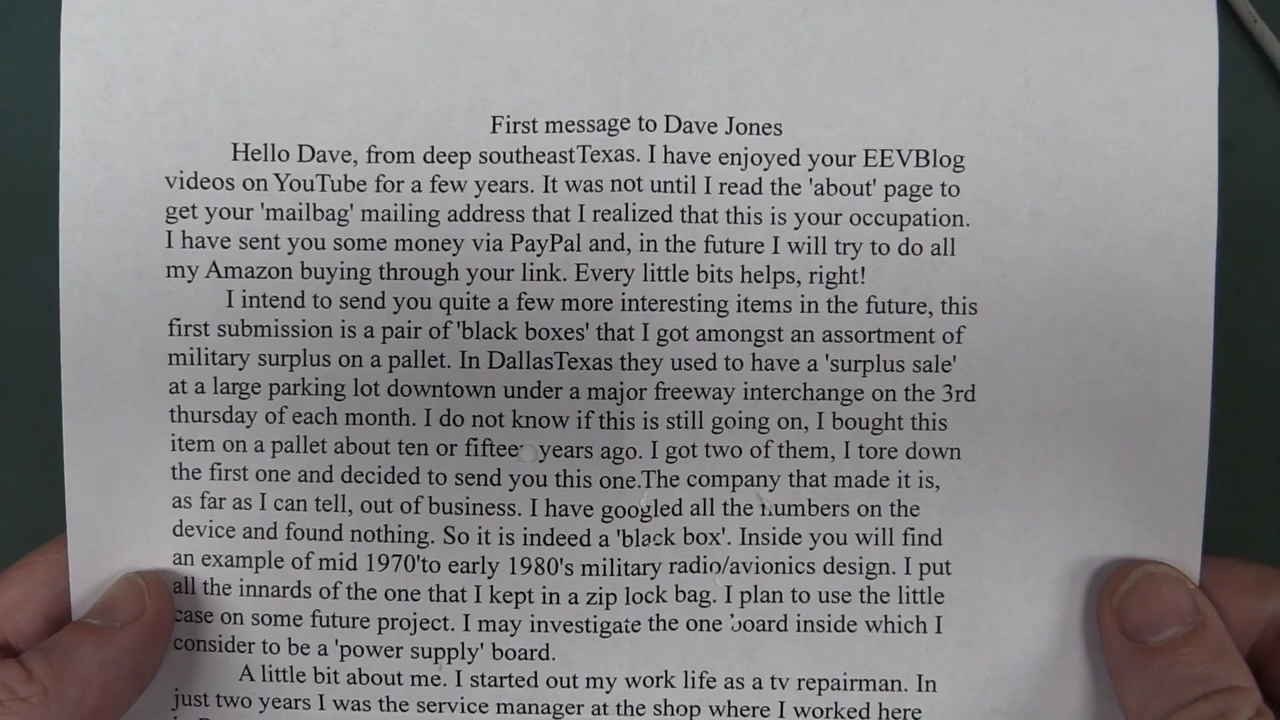 First message to Dave Jones
Hello Dave, from deep southeastTexas. I have enjoyed your EEVBlog
videos on YouTube for a few years. It was not until I read the 'about' page to
get your 'mailbag' mailing address that I realized that this is your occupation.
I have sent you some money via PayPal and, in the future I will try to do all
my Amazon buying through your link. Every little bits helps, right!
I intend to send you quite a few more interesting items in the future, this
first submission is a pair of 'black boxes' that I got amongst an assortment of
military surplus on a pallet. In DallasTexas they used to have a 'surplus sale'
at a large parking lot downtown under a major freeway interchange on the 3rd
thursday of each month. I do not know if this is still going on, I bought this
item on a pallet about ten or fifteen years ago. I got two of them, I tore down
the first one and decided to send you this one.The company that made it is,
as far as I can tell, out of business. I have googled all the numbers on the
device and found nothing. So it is indeed a 'black box'. Inside you will find
an example of mid 1970'to early 1980's military radio/avionics design. I put
all the innards of the one that I kept in a zip lock bag. I plan to use the little
case on some future project. I may investigate the one board inside which I
consider to be a 'power supply' board.
A little bit about me. I started out my work life as a tv repairman. In
just two years I was the service manager at the shop where I worked here